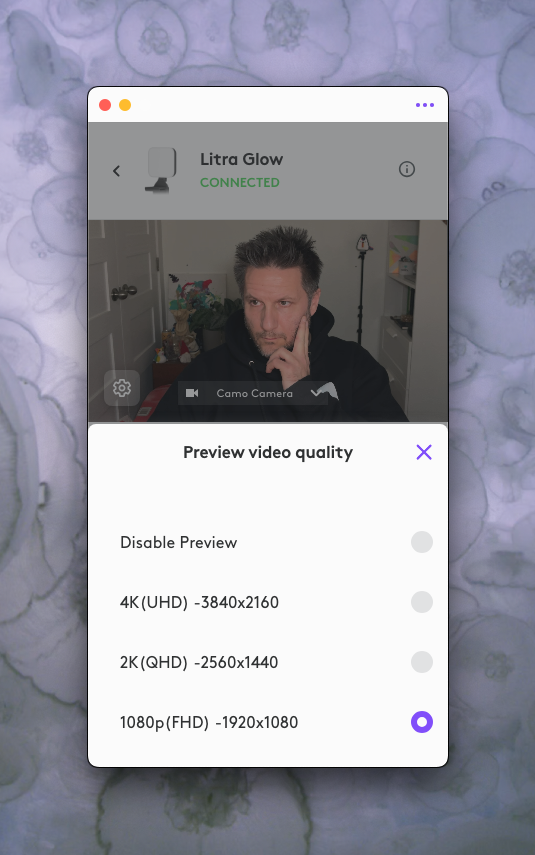 Litra Glow
CONNECTED
Camo Camera
Preview video quality
Disable Preview
4K(UHD) -3840x2160
2K(QHD) -2560x1440
1080p(FHD) -1920x1080